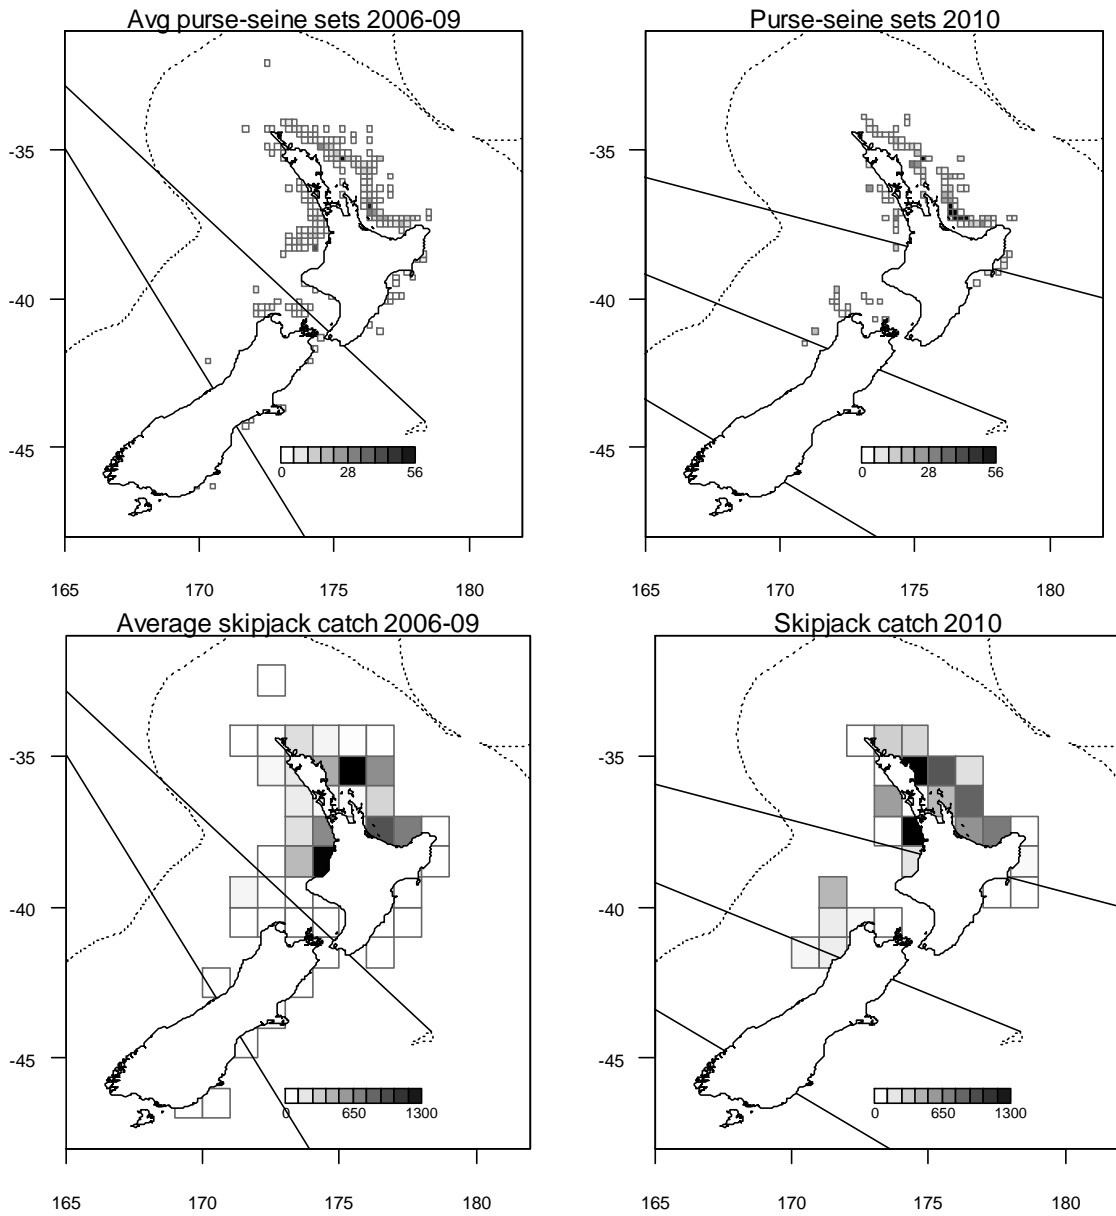 Avg purse-seine sets 2006-09
Purse-seine sets 2010
-35
-40
-45
0 28 56
165 170 175 180
-35
-40
-45
0 28 56
165 170 175 180
Average skipjack catch 2006-09
Skipjack catch 2010
-35
-40
-45
0 650 1300
165 170 175 180
-35
-40
-45
0 650 1300
165 170 175 180